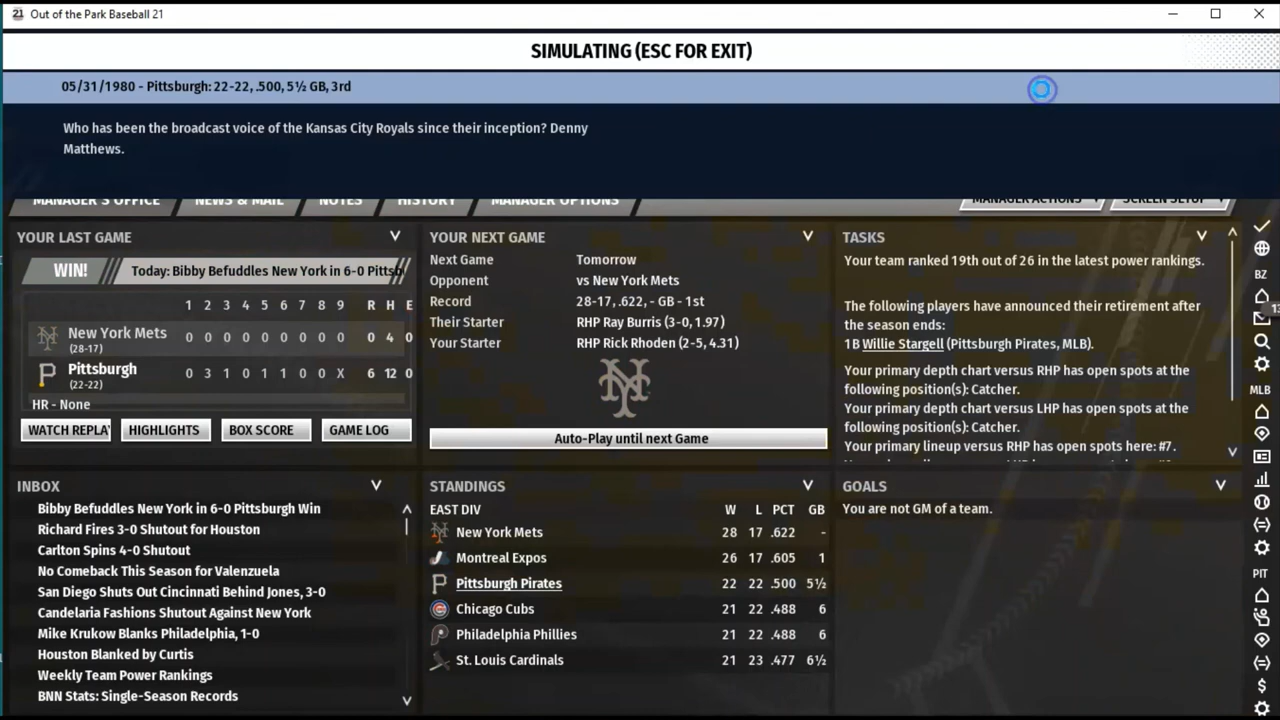 Out of the Park Baseball 21
SIMULATING (ESC FOR EXIT)
05/31/1980 - Pittsburgh: 22-22, .500, 5½ GB, 3rd
Who has been the broadcast voice of the Kansas City Royals since their inception? Denny
Matthews.
MANAGER'S OFFICE NEWS & MAIL NOTES HISTORY MANAGER OPTIONS MANAGER ACTIONS SCREEN SETUP
YOUR LAST GAME
WIN! Today: Bibby Befuddles New York in 6-0 Pittsb
1 2 3 4 5 6 7 8 9 R H E
New York Mets 0 0 0 0 0 0 0 0 0 0 4 0
(28-17)
Pittsburgh 0 3 1 0 1 1 0 0 X 6 12 0
(22-22)
HR - None
WATCH REPLAY HIGHLIGHTS BOX SCORE GAME LOG
YOUR NEXT GAME
Next Game Tomorrow
Opponent vs New York Mets
Record 28-17, .622, - GB - 1st
Their Starter RHP Ray Burris (3-0, 1.97)
Your Starter RHP Rick Rhoden (2-5, 4.31)
Auto-Play until next Game
TASKS
Your team ranked 19th out of 26 in the latest power rankings.
The following players have announced their retirement after
the season ends:
1B Willie Stargell (Pittsburgh Pirates, MLB).
Your primary depth chart versus RHP has open spots at the
following position(s): Catcher.
Your primary depth chart versus LHP has open spots at the
following position(s): Catcher.
Your primary lineup versus RHP has open spots here: #7.
INBOX
Bibby Befuddles New York in 6-0 Pittsburgh Win
Richard Fires 3-0 Shutout for Houston
Carlton Spins 4-0 Shutout
No Comeback This Season for Valenzuela
San Diego Shuts Out Cincinnati Behind Jones, 3-0
Candelaria Fashions Shutout Against New York
Mike Krukow Blanks Philadelphia, 1-0
Houston Blanked by Curtis
Weekly Team Power Rankings
BNN Stats: Single-Season Records
STANDINGS
EAST DIV W L PCT GB
New York Mets 28 17 .622 -
Montreal Expos 26 17 .605 1
Pittsburgh Pirates 22 22 .500 5½
Chicago Cubs 21 22 .488 6
Philadelphia Phillies 21 22 .488 6
St. Louis Cardinals 21 23 .477 6½
GOALS
You are not GM of a team.
BZ
13
MLB
PIT